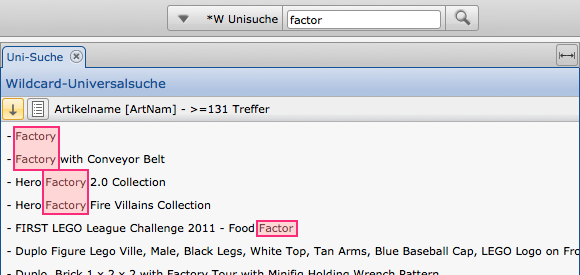 *W Unisuche factor
Uni-Suche
Wildcard-Universalsuche
Artikelname [ArtNam] - >=131 Treffer
- Factory
- Factory with Conveyor Belt
- Hero Factory 2.0 Collection
- Hero Factory Fire Villains Collection
- FIRST LEGO League Challenge 2011 - Food Factor
- Duplo Figure Lego Ville, Male, Black Legs, White Top, Tan Arms, Blue Baseball Cap, LEGO Logo on Fr
- Duplo, Brick 1 x 2 x 2 with Factory Tour with Minifig Holding Wrench Pattern